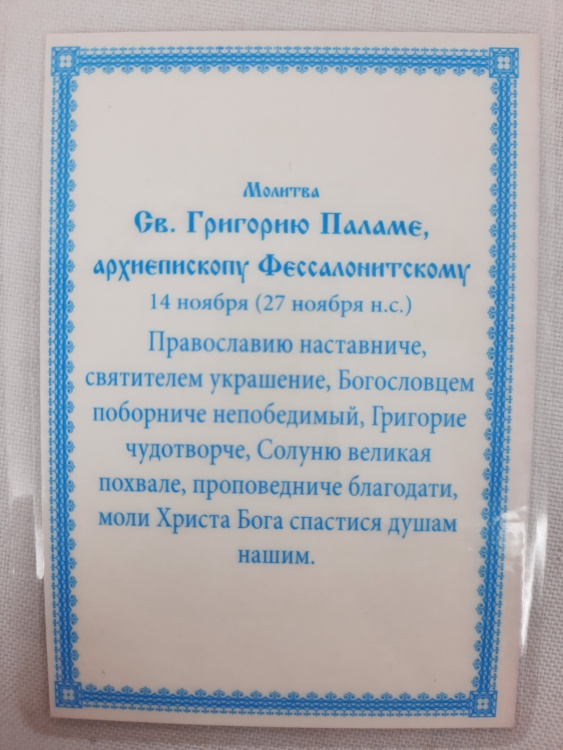 Молитва
Св. Григорию Паламе,
архиепископу Фессалонитскому
14 ноября (27 ноября н.с.)
Православию наставниче,
святителем украшение, Богословцем
поборниче непобедимый, Григорие
чудотворче, Солуню великая
похвале, проповедниче благодати,
моли Христа Бога спастися душам
нашим.